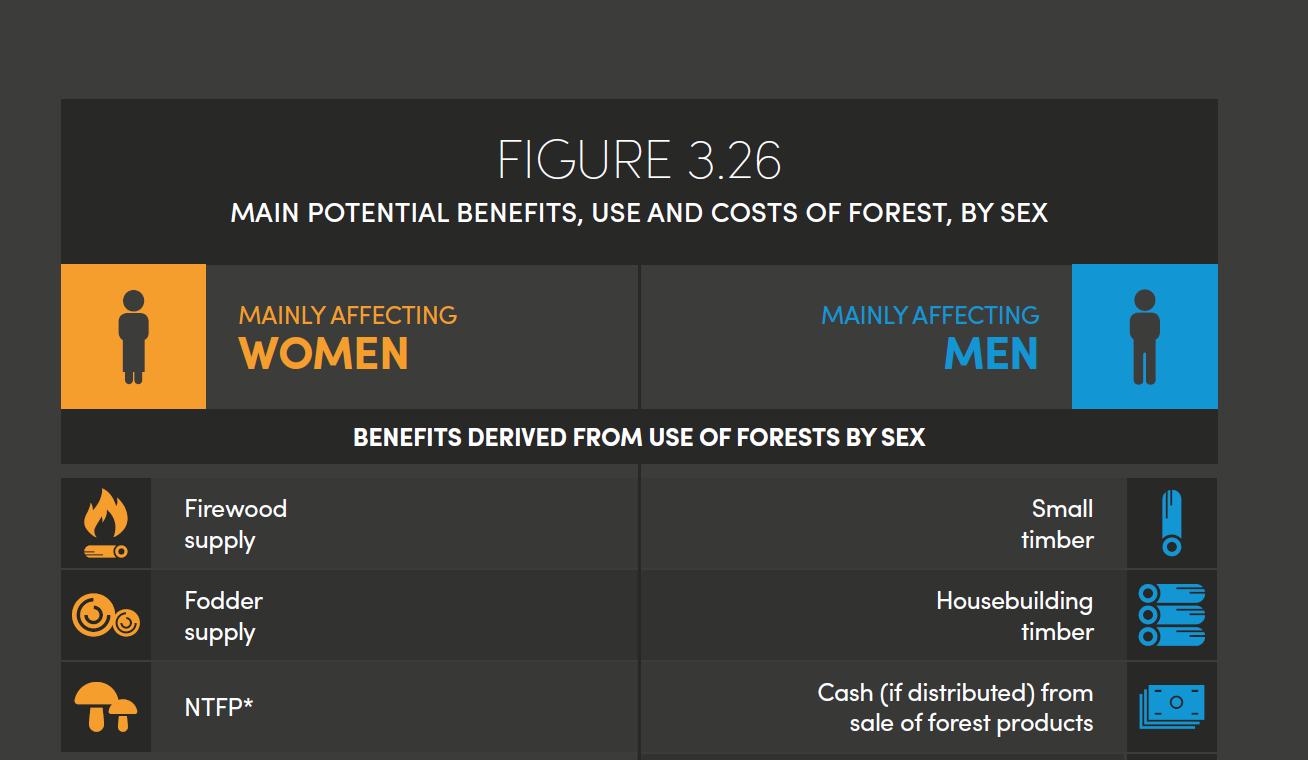 FIGURE 3.26
MAIN POTENTIAL BENEFITS, USE AND COSTS OF FOREST, BY SEX
MAINLY AFFECTING
WOMEN
MAINLY AFFECTING
MEN
BENEFITS DERIVED FROM USE OF FORESTS BY SEX
Firewood
supply
Small
timber
Fodder
supply
Housebuilding
timber
NTFP*
Cash (if distributed) from
sale of forest products